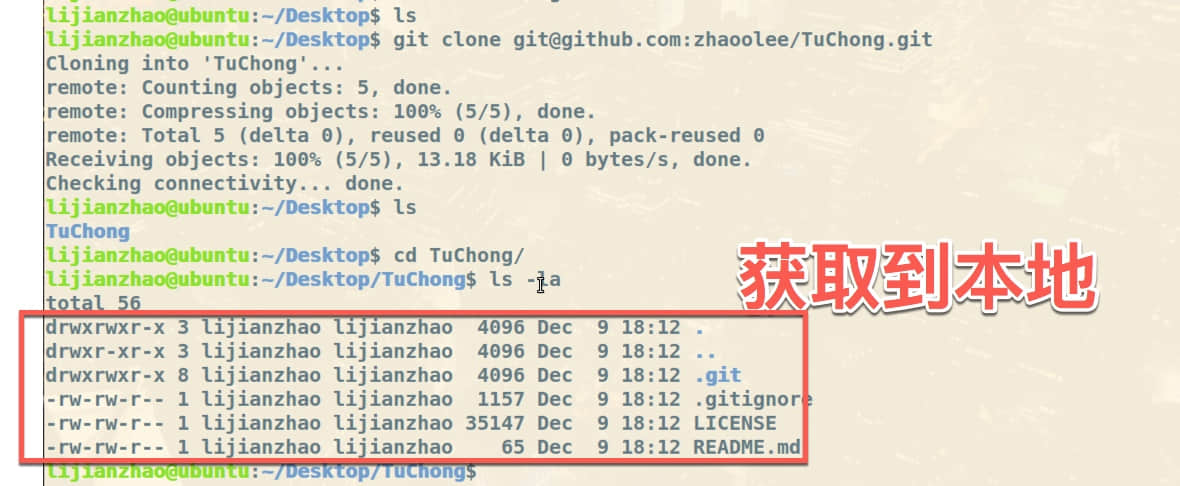 lijianzhao@ubuntu:~/Desktop$ ls
lijianzhao@ubuntu:~/Desktop$ git clone git@github.com:zhaoolee/TuChong.git
Cloning into 'TuChong'...
remote: Counting objects: 5, done.
remote: Compressing objects: 100% (5/5), done.
remote: Total 5 (delta 0), reused 0 (delta 0), pack-reused 0
Receiving objects: 100% (5/5), 13.18 KiB | 0 bytes/s, done.
Checking connectivity... done.
lijianzhao@ubuntu:~/Desktop$ ls
TuChong
lijianzhao@ubuntu:~/Desktop$ cd TuChong/
lijianzhao@ubuntu:~/Desktop/TuChong$ ls -la
获取到本地
total 56
drwxrwxr-x 3 lijianzhao lijianzhao  4096 Dec  9 18:12 .
drwxr-xr-x 3 lijianzhao lijianzhao  4096 Dec  9 18:12 ..
drwxrwxr-x 8 lijianzhao lijianzhao  4096 Dec  9 18:12 .git
-rw-rw-r-- 1 lijianzhao lijianzhao  1157 Dec  9 18:12 .gitignore
-rw-rw-r-- 1 lijianzhao lijianzhao 35147 Dec  9 18:12 LICENSE
-rw-rw-r-- 1 lijianzhao lijianzhao    65 Dec  9 18:12 README.md
lijianzhao@ubuntu:~/Desktop/TuChong$